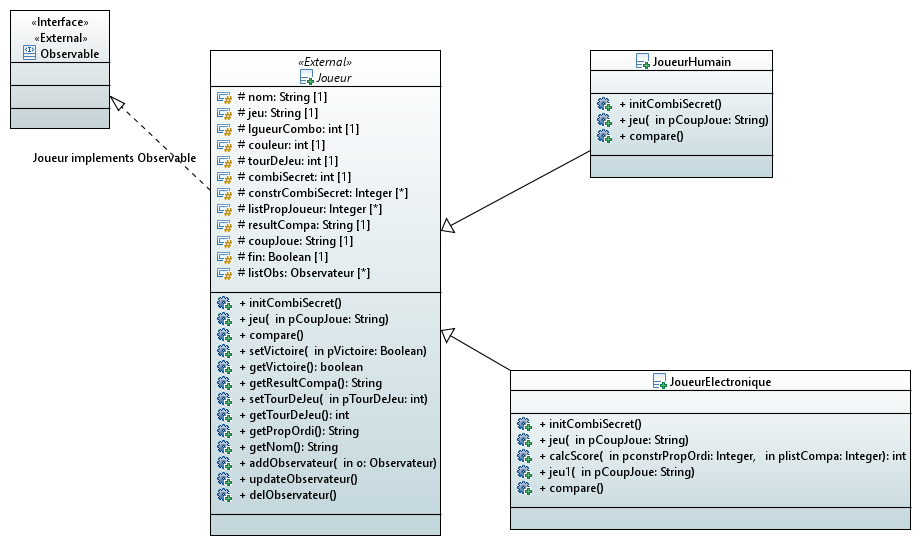 «Interface»
«External»
Observable
Joueur implements Observable
«External»
Joueur
# nom: String [1]
# jeu: String [1]
# lgueurCombo: int [1]
# couleur: int [1]
# tourDeJeu: int [1]
# combiSecret: int [1]
# constrCombiSecret: Integer [*]
# listPropJoueur: Integer [*]
# resultCompa: String [1]
# coupJoue: String [1]
# fin: Boolean [1]
# listObs: Observateur [*]
+ initCombiSecret()
+ jeu( in pCoupJoue: String)
+ compare()
+ setVictoire( in pVictoire: Boolean)
+ getVictoire(): boolean
+ getResultCompa(): String
+ setTourDeJeu( in pTourDeJeu: int)
+ getTourDeJeu(): int
+ getPropOrdi(): String
+ getNom(): String
+ addObservateur( in o: Observateur)
+ updateObservateur()
+ delObservateur()
JoueurHumain
+ initCombiSecret()
+ jeu( in pCoupJoue: String)
+ compare()
JoueurElectronique
+ initCombiSecret()
+ jeu( in pCoupJoue: String)
+ calcScore( in pconstrPropOrdi: Integer, in plistCompa: Integer): int
+ jeu1( in pCoupJoue: String)
+ compare()